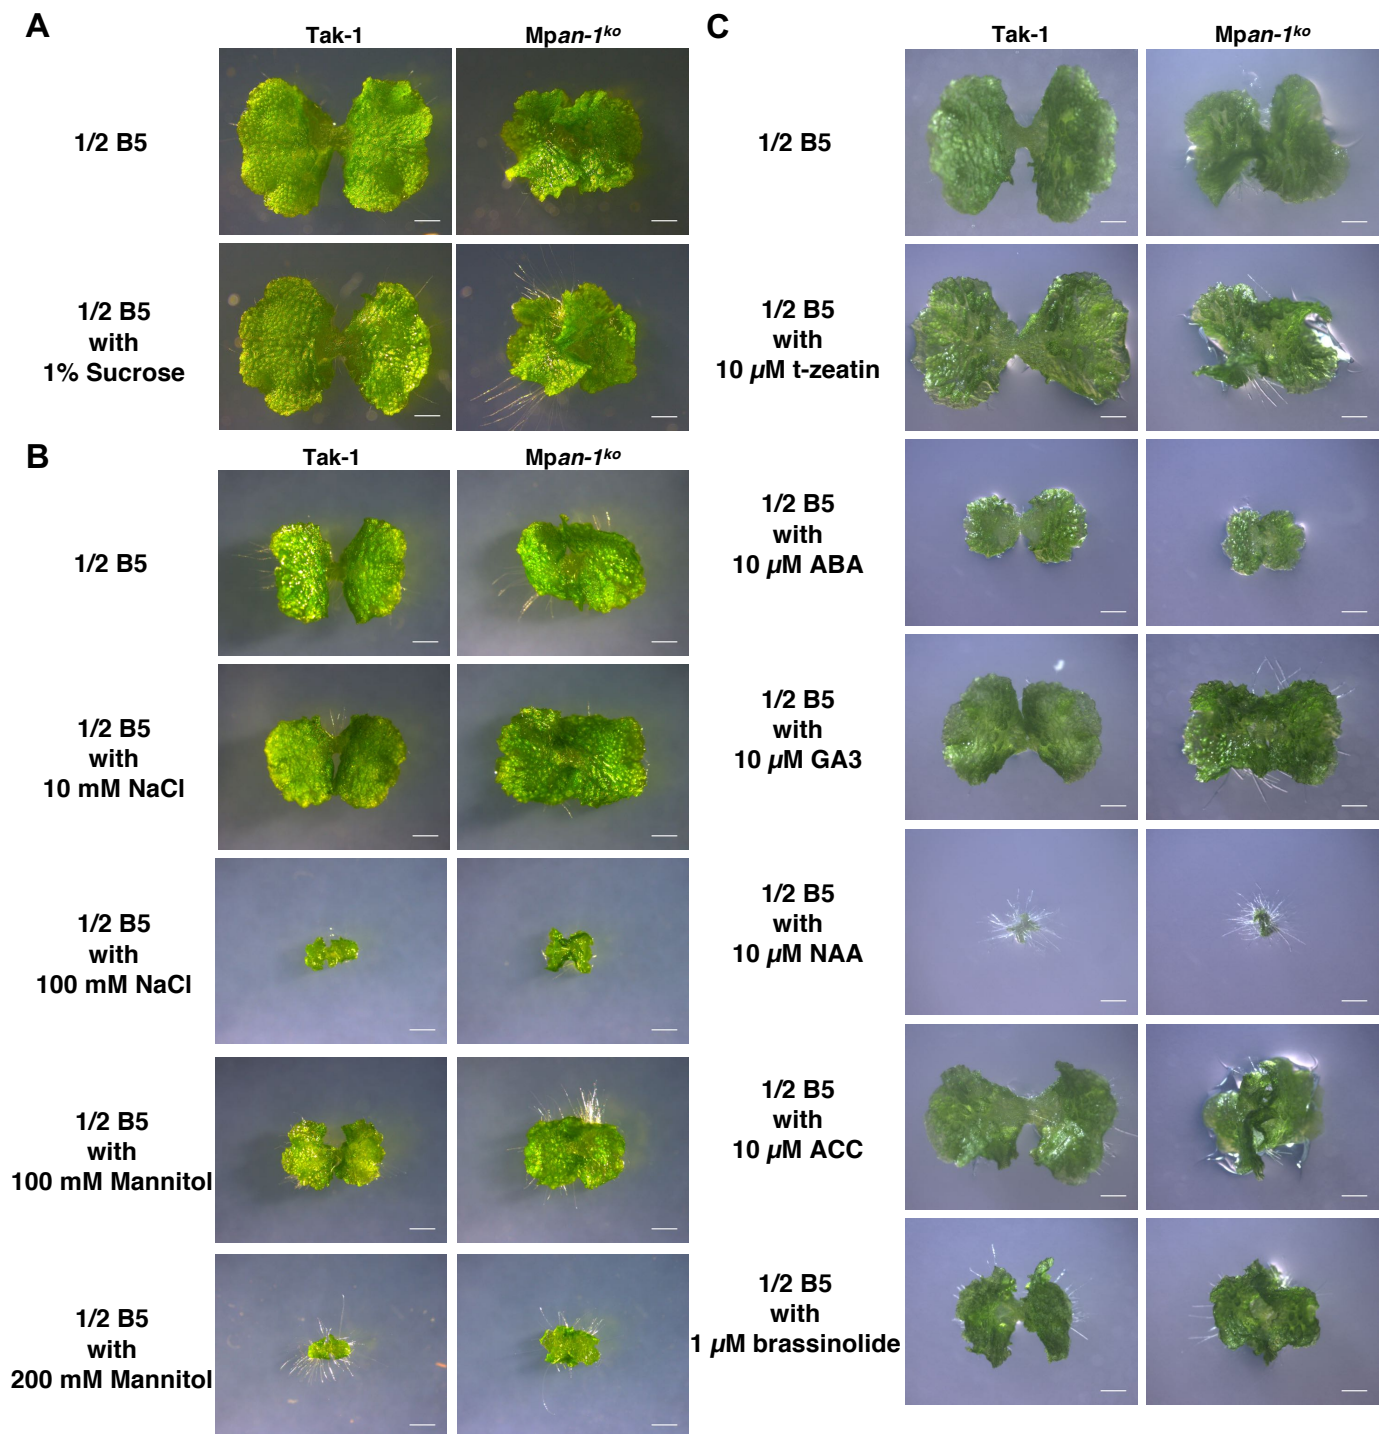 A
Tak-1
Mpan-1ko
1/2 B5
1/2 B5
with
1% Sucrose
B
Tak-1
Mpan-1ko
1/2 B5
1/2 B5
with
10 mM NaCl
1/2 B5
with
100 mM NaCl
1/2 B5
with
100 mM Mannitol
1/2 B5
with
200 mM Mannitol
C
Tak-1
Mpan-1ko
1/2 B5
1/2 B5
with
10 µM t-zeatin
1/2 B5
with
10 µM ABA
1/2 B5
with
10 µM GA3
1/2 B5
with
10 µM NAA
1/2 B5
with
10 µM ACC
1/2 B5
with
1 µM brassinolide